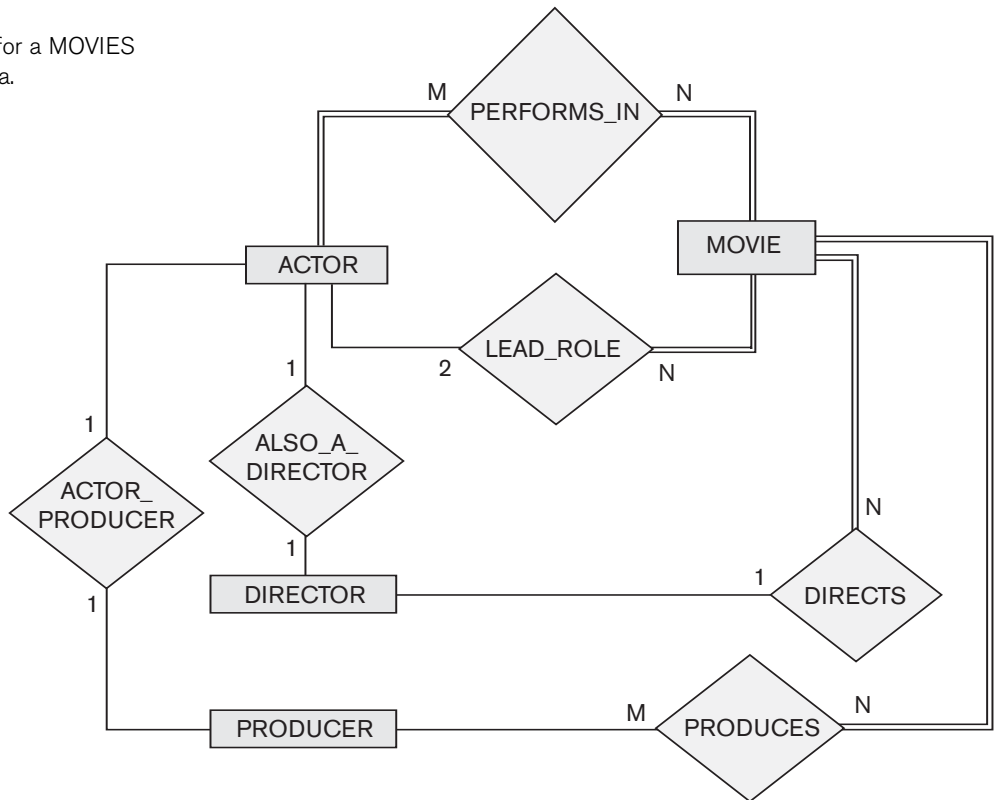 for a MOVIES
a.
M
N
PERFORMS_IN
MOVIE
ACTOR
LEAD_ROLE
2
N
1
ALSO_A_
DIRECTOR
1
ACTOR_
PRODUCER
N
1
1
DIRECTOR
1
DIRECTS
PRODUCER
M
N
PRODUCES